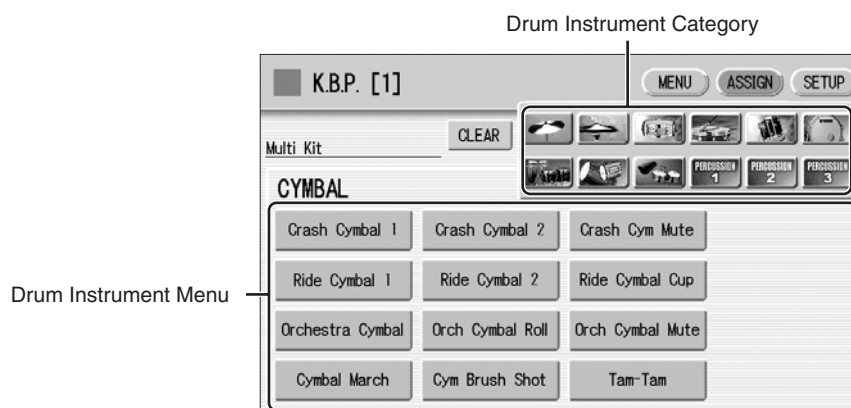 Drum Instrument Category
K.B.P. [1]
MENU
ASSIGN
SETUP
Multi Kit
CLEAR
PERCUSSION 1
PERCUSSION 2
PERCUSSION 3
CYMBAL
Drum Instrument Menu
Crash Cymbal 1
Crash Cymbal 2
Crash Cym Mute
Ride Cymbal 1
Ride Cymbal 2
Ride Cymbal Cup
Orchestra Cymbal
Orch Cymbal Roll
Orch Cymbal Mute
Cymbal March
Cym Brush Shot
Tam-Tam